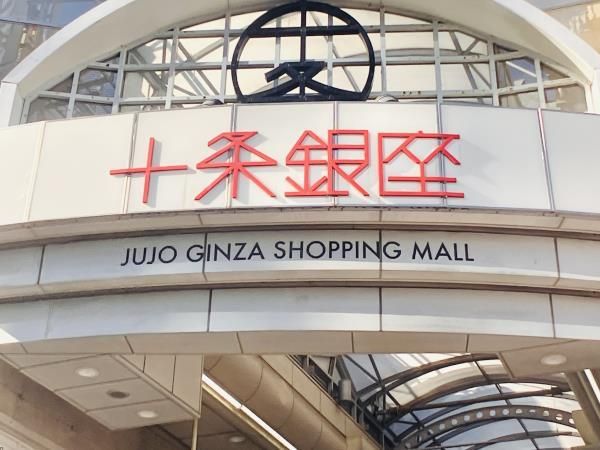 十条銀座
JUJO GINZA SHOPPING MALL